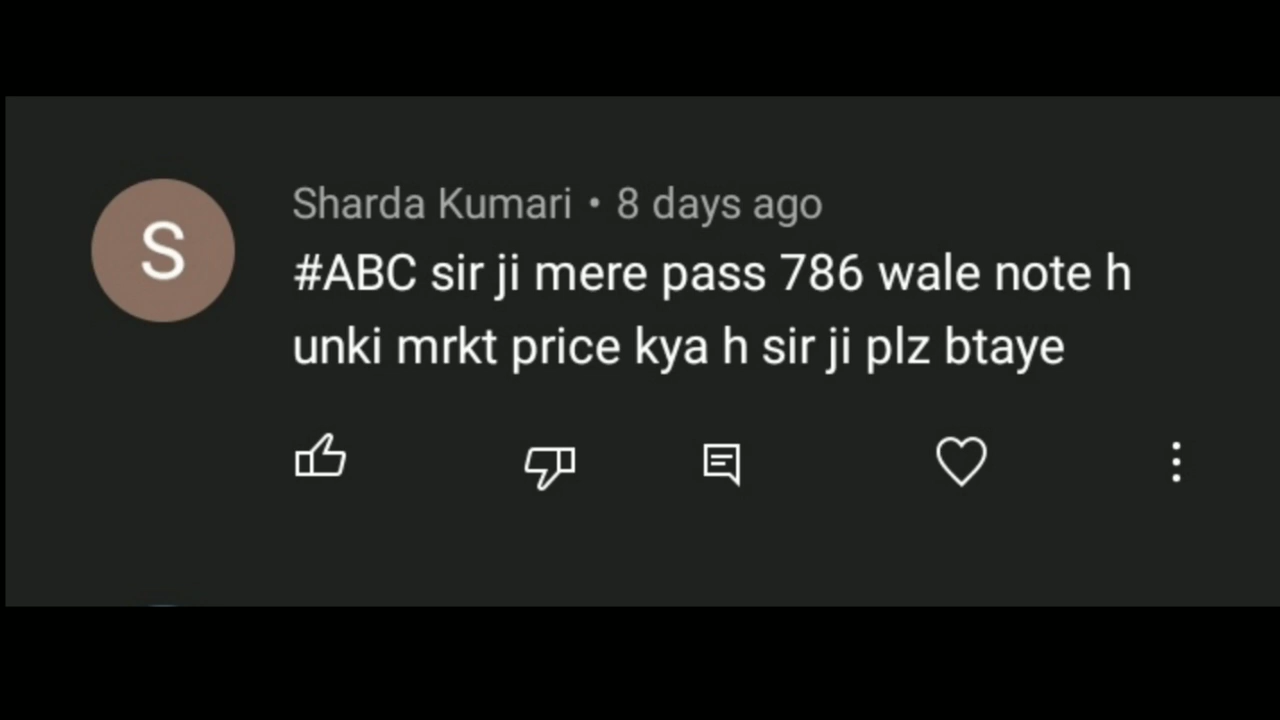 S
Sharda Kumari • 8 days ago
#ABC sir ji mere pass 786 wale note h
unki mrkt price kya h sir ji plz btaye